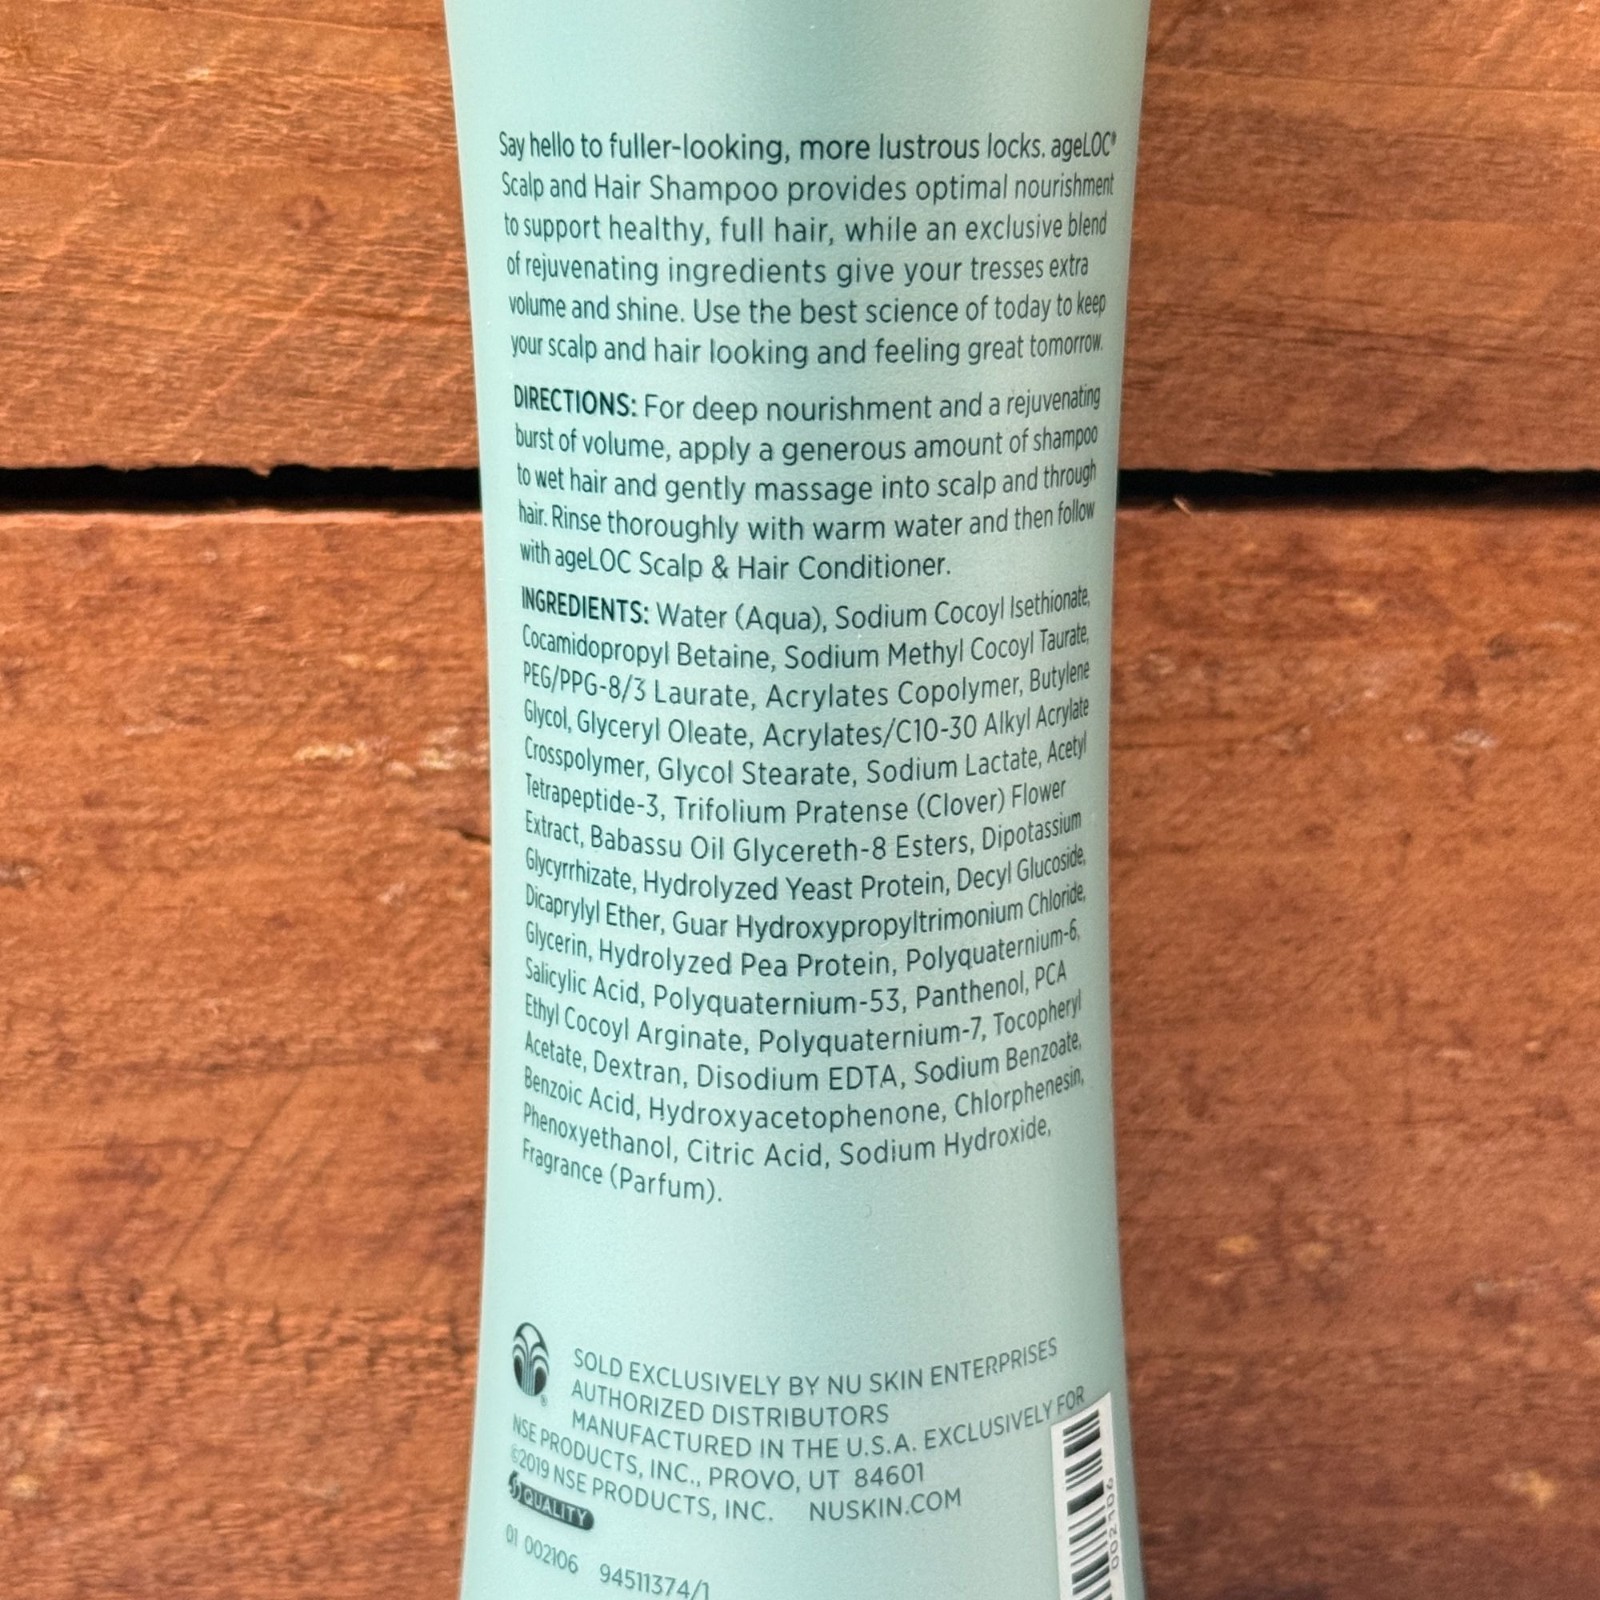 Say hello to fuller-looking, more lustrous locks. ageLOC®
Scalp and Hair Shampoo provides optimal nourishment
to support healthy, full hair, while an exclusive blend
of rejuvenating ingredients give your tresses extra
volume and shine. Use the best science of today to keep
your scalp and hair looking and feeling great tomorrow.
DIRECTIONS: For deep nourishment and a rejuvenating
burst of volume, apply a generous amount of shampoo
to wet hair and gently massage into scalp and through
hair. Rinse thoroughly with warm water and then follow
with ageLOC Scalp & Hair Conditioner.
INGREDIENTS: Water (Aqua), Sodium Cocoyl Isethionate,
Cocamidopropyl Betaine, Sodium Methyl Cocoyl Taurate,
PEG/PPG-8/3 Laurate, Acrylates Copolymer, Butylene
Glycol, Glyceryl Oleate, Acrylates/C10-30 Alkyl Acrylate
Crosspolymer, Glycol Stearate, Sodium Lactate, Acetyl
Tetrapeptide-3, Trifolium Pratense (Clover) Flower
Extract, Babassu Oil Glycereth-8 Esters, Dipotassium
Glycyrrhizate, Hydrolyzed Yeast Protein, Decyl Glucoside,
Dicaprylyl Ether, Guar Hydroxypropyltrimonium Chloride,
Glycerin, Hydrolyzed Pea Protein, Polyquaternium-6,
Salicylic Acid, Polyquaternium-53, Panthenol, PCA
Ethyl Cocoyl Arginate, Polyquaternium-7, Tocopheryl
Acetate, Dextran, Disodium EDTA, Sodium Benzoate,
Benzoic Acid, Hydroxyacetophenone, Chlorphenesin,
Phenoxyethanol, Citric Acid, Sodium Hydroxide,
Fragrance (Parfum).
SOLD EXCLUSIVELY BY NU SKIN ENTERPRISES
AUTHORIZED DISTRIBUTORS
MANUFACTURED IN THE U.S.A. EXCLUSIVELY FOR
NSE PRODUCTS, INC., PROVO, UT 84601
©2019 NSE PRODUCTS, INC. NUSKIN.COM
6 QUALITY
01 002106 94511374/1
002106